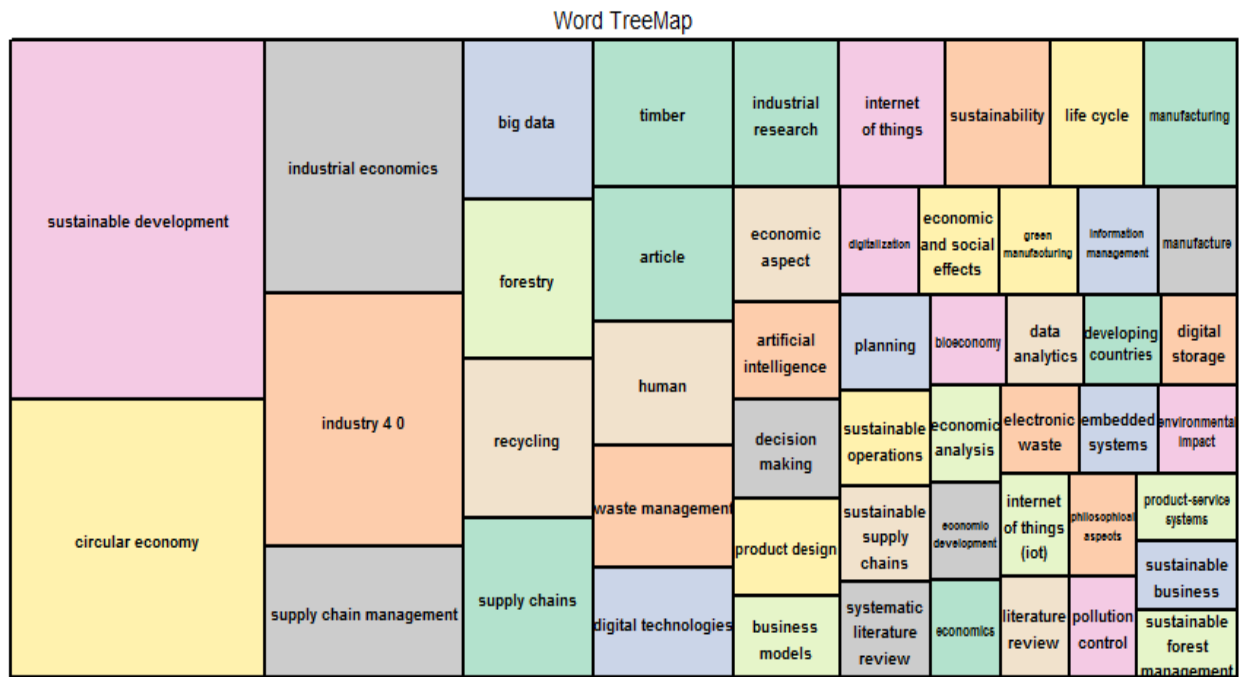 Word TreeMap
sustainable development
circular economy
industrial economics
industry 4 0
supply chain management
big data
forestry
recycling
supply chains
timber
article
human
waste management
digital technologies
industrial
research
economic
aspect
artificial
intelligence
decision
making
product design
business
models
internet
of things
sustainability
life cycle
manufacturing
digitalization
economic
and social
effects
green
manufacturing
information
management
manufacture
planning
bioeconomy
data
analytics
developing
countries
digital
storage
sustainable
operations
economic
analysis
electronic
waste
embedded
systems
environmental
impact
sustainable
supply
chains
economic
development
internet
of things
(iot)
philosophical
aspects
product-service
systems
sustainable
business
systematic
literature
review
economics
literature
review
pollution
control
sustainable
forest
management